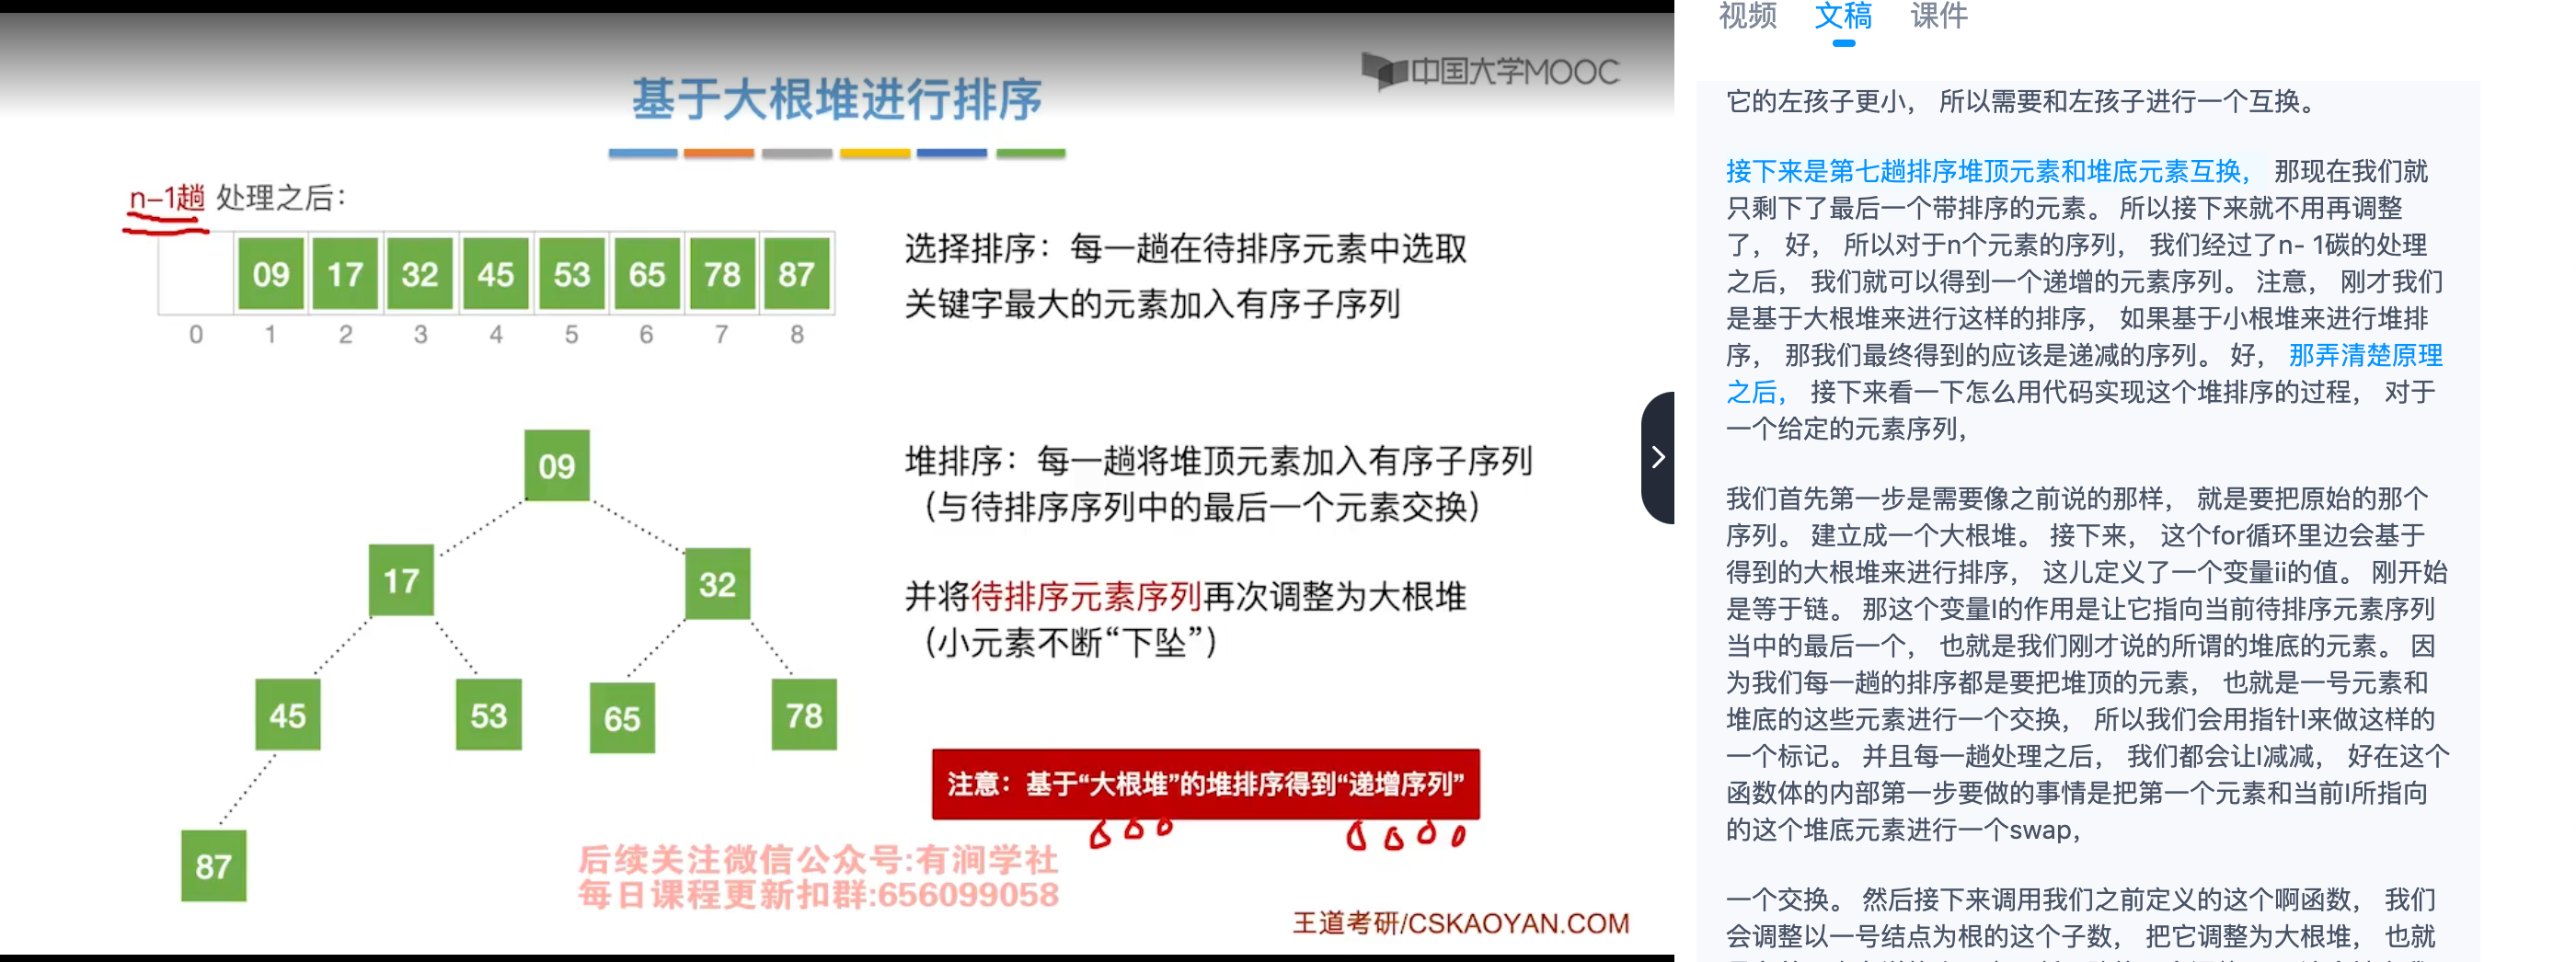 中国大学MOOC
基于大根堆进行排序
n-1趟 处理之后：
09 17 32 45 53 65 78 87
0 1 2 3 4 5 6 7 8
选择排序：每一趟在待排序元素中选取
关键字最大的元素加入有序子序列
09
17 32
45 53 65 78
87
堆排序：每一趟将堆顶元素加入有序子序列
（与待排序序列中的最后一个元素交换）
并将待排序元素序列再次调整为大根堆
（小元素不断“下坠”）
注意：基于“大根堆”的堆排序得到“递增序列”
后续关注微信公众号:有涧学社
每日课程更新扣群:656099058
王道考研/CSKAOYAN.COM
视频 文稿 课件
它的左孩子更小， 所以需要和左孩子进行一个互换。
接下来是第七趟排序堆顶元素和堆底元素互换， 那现在我们就
只剩下了最后一个带排序的元素。 所以接下来就不用再调整
了， 好， 所以对于n个元素的序列， 我们经过了n- 1碳的处理
之后， 我们就可以得到一个递增的元素序列。 注意， 刚才我们
是基于大根堆来进行这样的排序， 如果基于小根堆来进行堆排
序， 那我们最终得到的应该是递减的序列。 好， 那弄清楚原理
之后， 接下来看一下怎么用代码实现这个堆排序的过程， 对于
一个给定的元素序列，
我们首先第一步是需要像之前说的那样， 就是要把原始的那个
序列。 建立成一个大根堆。 接下来， 这个for循环里边会基于
得到的大根堆来进行排序， 这儿定义了一个变量ii的值。 刚开始
是等于链。 那这个变量I的作用是让它指向当前待排序元素序列
当中的最后一个， 也就是我们刚才说的所谓的堆底的元素。 因
为我们每一趟的排序都是要把堆顶的元素， 也就是一号元素和
堆底的这些元素进行一个交换， 所以我们会用指针I来做这样的
一个标记。 并且每一趟处理之后， 我们都会让I减减， 好在这个
函数体的内部第一步要做的事情是把第一个元素和当前I所指向
的这个堆底元素进行一个swap，
一个交换。 然后接下来调用我们之前定义的这个啊函数， 我们
会调整以一号结点为根的这个子数， 把它调整为大根堆， 也就